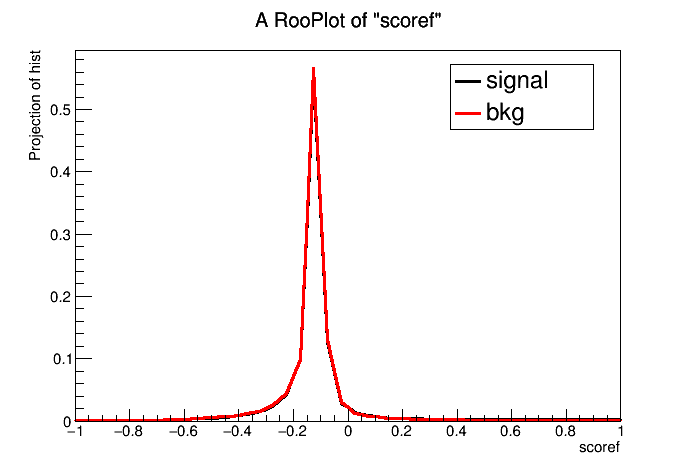 A RooPlot of "scoref"
Projection of hist
signal
bkg
0.5
0.4
0.3
0.2
0.1
0
−1 −0.8 −0.6 −0.4 −0.2 0 0.2 0.4 0.6 0.8 1
scoref